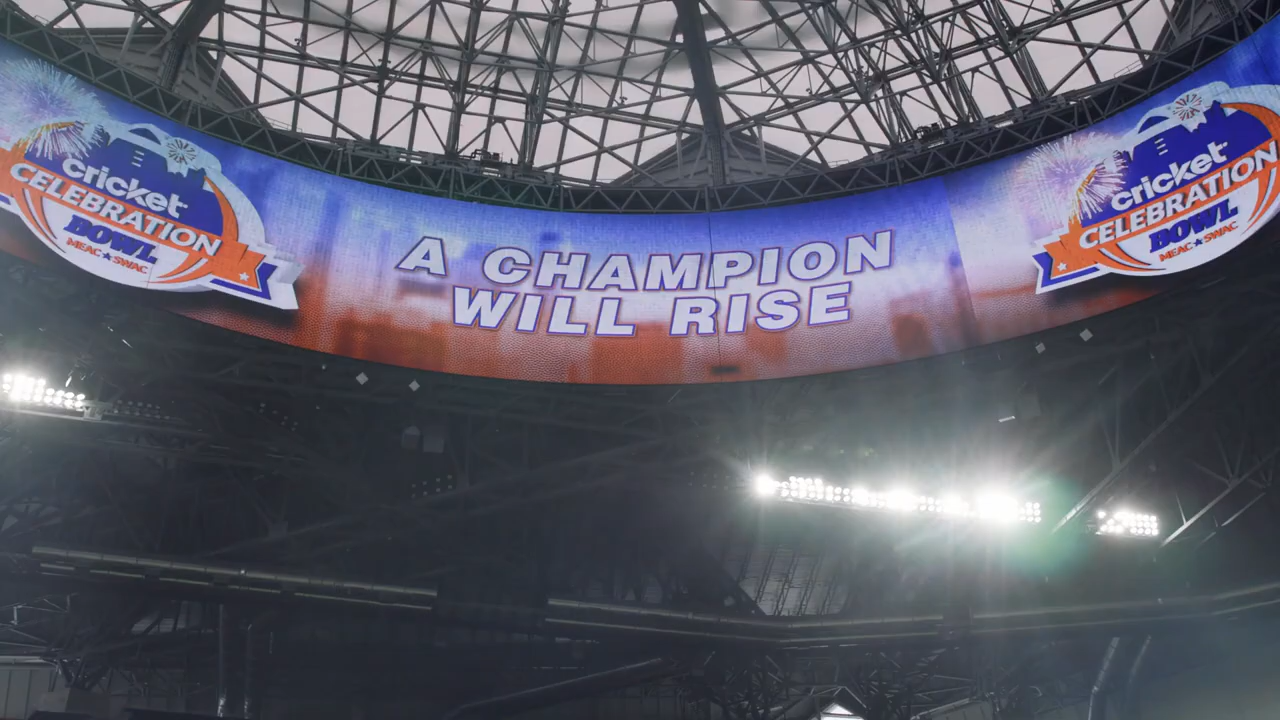 cricket
CELEBRATION
BOWL
MEAC★SWAC
A CHAMPION
WILL RISE
cricket
CELEBRATION
BOWL
MEAC★SWAC